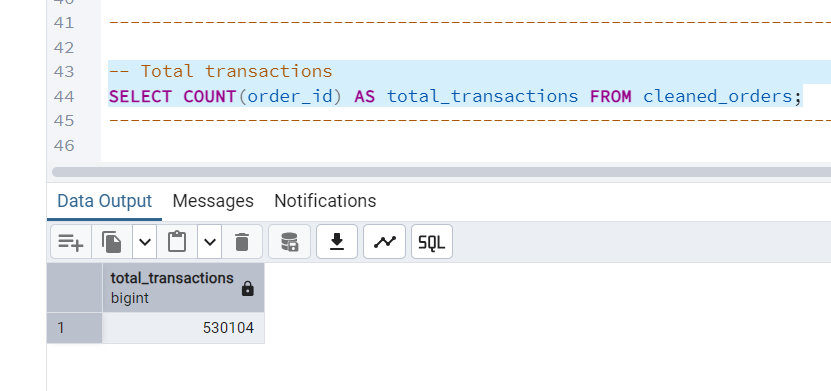 41 --------------------------------------------------------------------
42
43 -- Total transactions
44 SELECT COUNT(order_id) AS total_transactions FROM cleaned_orders;
45 --------------------------------------------------------------------
46
Data Output Messages Notifications
SQL
total_transactions
bigint
1 530104